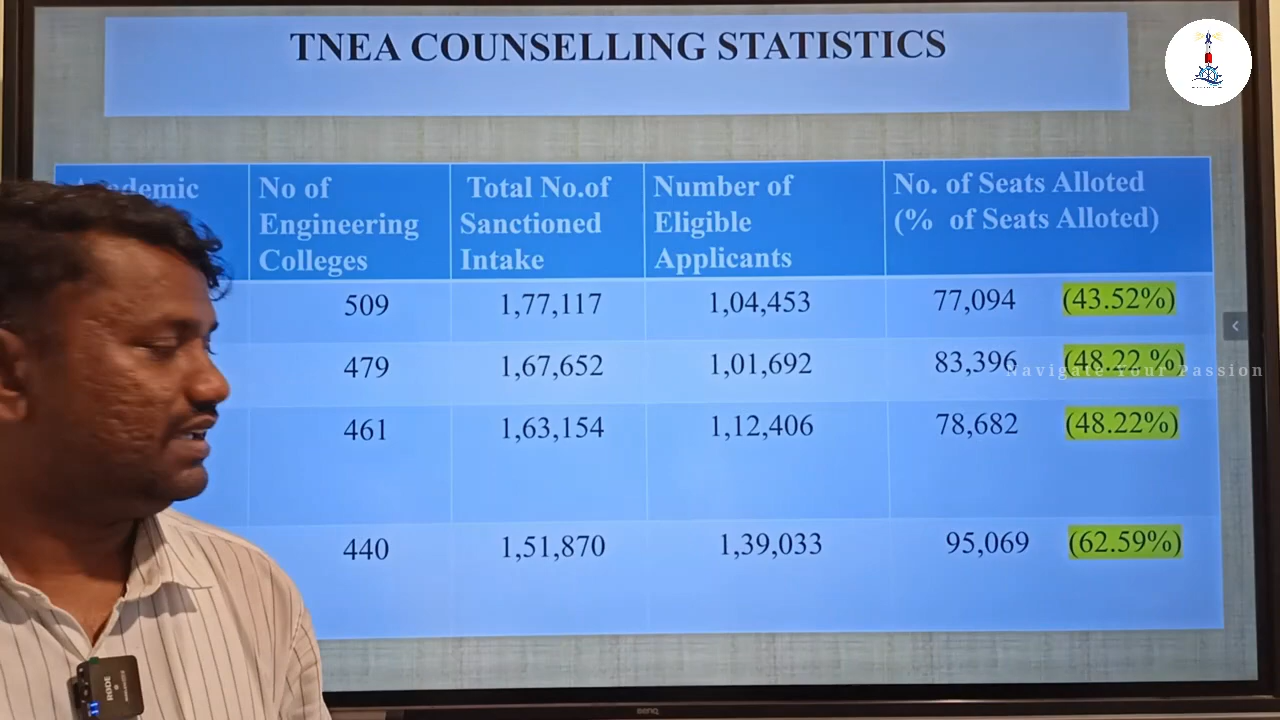 TNEA COUNSELLING STATISTICS
Academic
No of Engineering Colleges
Total No.of Sanctioned Intake
Number of Eligible Applicants
No. of Seats Alloted (% of Seats Alloted)
509 1,77,117 1,04,453 77,094 (43.52%)
479 1,67,652 1,01,692 83,396 (48.22 %)
Navigate Your Passion
461 1,63,154 1,12,406 78,682 (48.22%)
440 1,51,870 1,39,033 95,069 (62.59%)
RODE
BenQ